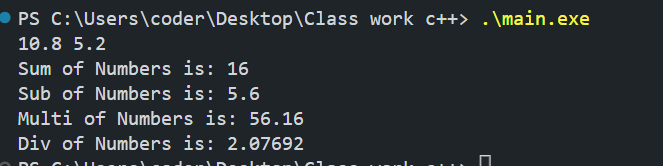 PS C:\Users\coder\Desktop\Class work c++> .\main.exe
10.8 5.2
Sum of Numbers is: 16
Sub of Numbers is: 5.6
Multi of Numbers is: 56.16
Div of Numbers is: 2.07692
PS C:\Users\coder\Desktop\Class work c++>